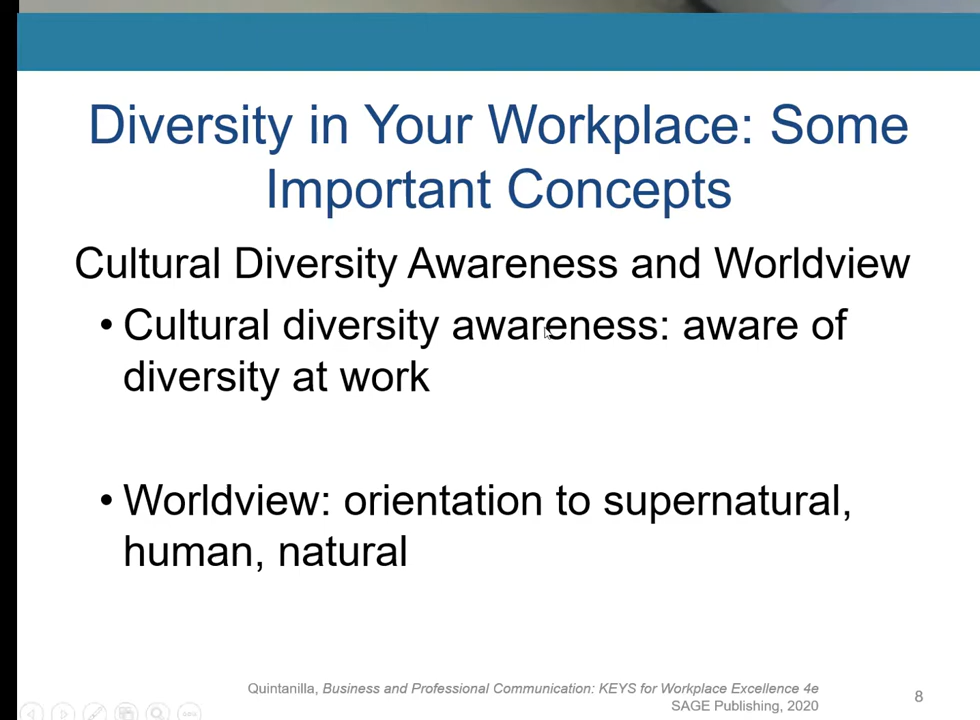 Diversity in Your Workplace: Some
Important Concepts
Cultural Diversity Awareness and Worldview
• Cultural diversity awareness: aware of
diversity at work
• Worldview: orientation to supernatural,
human, natural
Quintanilla, Business and Professional Communication: KEYS for Workplace Excellence 4e
SAGE Publishing, 2020
8